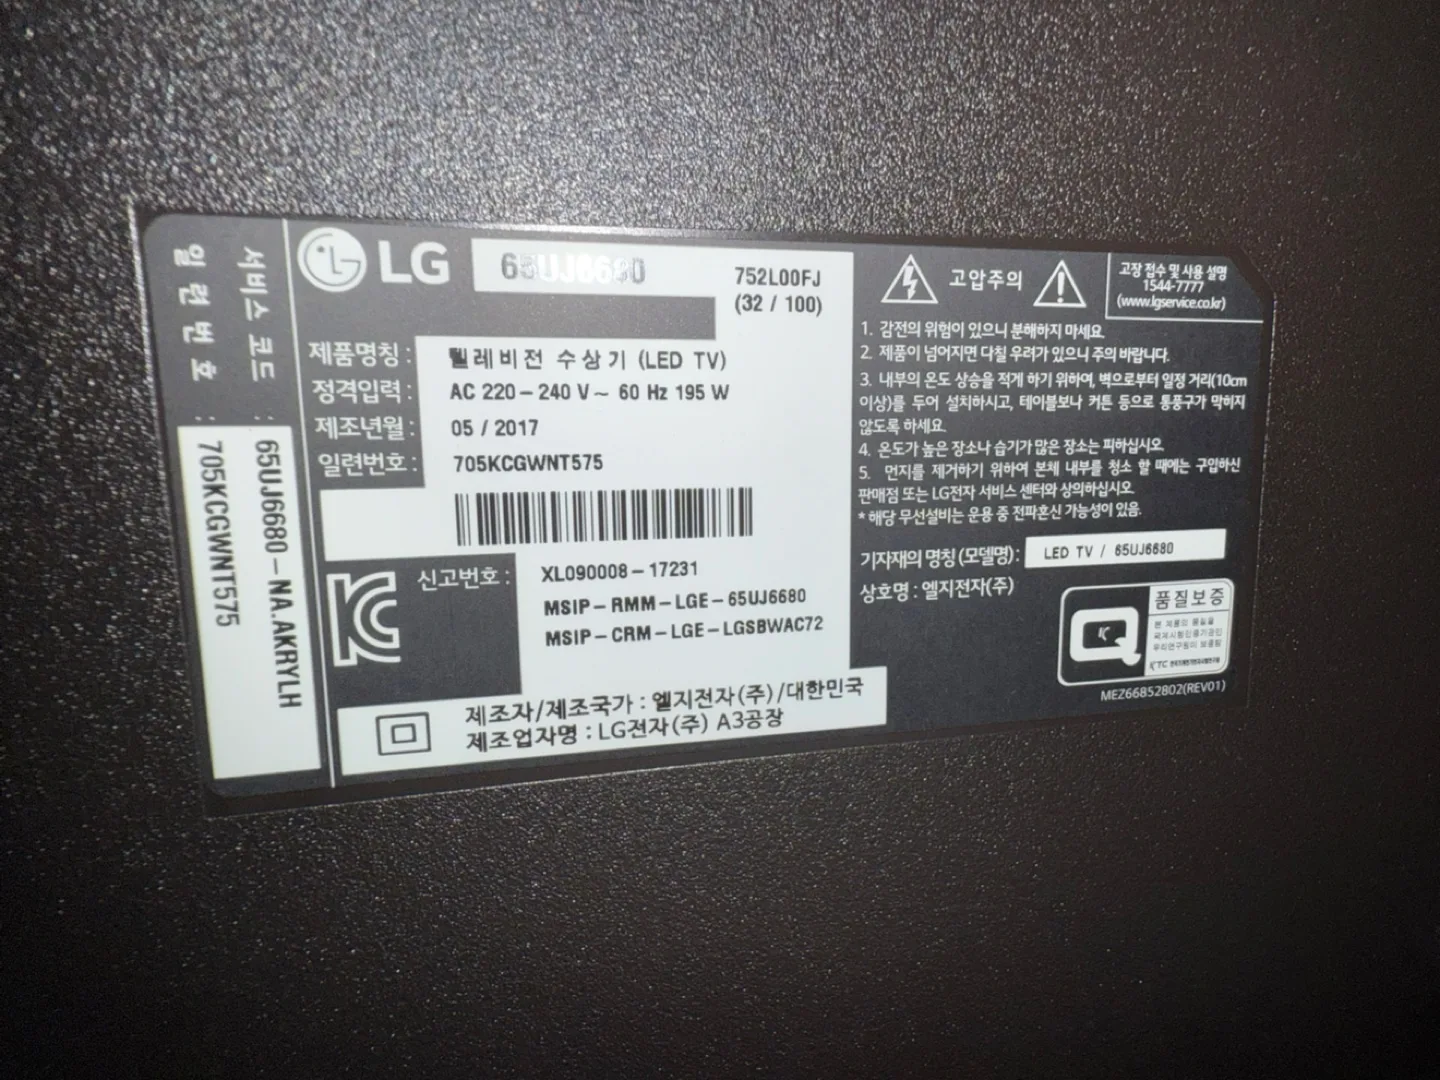 서비스 코드 : 65UJ6680-NA.AKRYLH
일련번호 : 705KCGWNT575
LG 65UJ6680
752L00FJ
(32 / 100)
제품명칭 : 텔레비전 수상기 (LED TV)
정격입력 : AC 220-240 V~ 60 Hz 195 W
제조년월 : 05 / 2017
일련번호 : 705KCGWNT575
신고번호 : XL090008-17231
MSIP-RMM-LGE-65UJ6680
MSIP-CRM-LGE-LGSBWAC72
제조자/제조국가 : 엘지전자(주)/대한민국
제조업자명 : LG전자(주) A3공장
고압주의
고장 접수 및 사용 설명
1544-7777
(www.lgservice.co.kr)
1. 감전의 위험이 있으니 분해하지 마세요.
2. 제품이 넘어지면 다칠 우려가 있으니 주의 바랍니다.
3. 내부의 온도 상승을 적게 하기 위하여, 벽으로부터 일정 거리(10cm
이상)를 두어 설치하시고, 테이블보나 커튼 등으로 통풍구가 막히지
않도록 하세요.
4. 온도가 높은 장소나 습기가 많은 장소는 피하십시오.
5. 먼지를 제거하기 위하여 본체 내부를 청소 할 때에는 구입하신
판매점 또는 LG전자 서비스 센터와 상의하십시오.
* 해당 무선설비는 운용 중 전파혼신 가능성이 있음.
기자재의 명칭(모델명) : LED TV / 65UJ6680
상호명 : 엘지전자(주)
Q
품질보증
본 제품의 품질을
KTC
MEZ66852802(REV01)